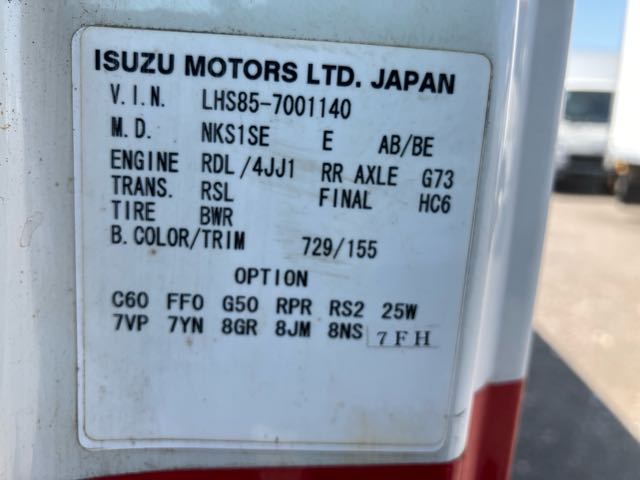 ISUZU MOTORS LTD. JAPAN
V.I.N. LHS85-7001140
M.D. NKS1SE E AB/BE
ENGINE RDL/4JJ1 RR AXLE G73
TRANS. RSL FINAL HC6
TIRE BWR
B.COLOR/TRIM 729/155
OPTION
C60 FF0 G50 RPR RS2 25W
7VP 7YN 8GR 8JM 8NS 7FH